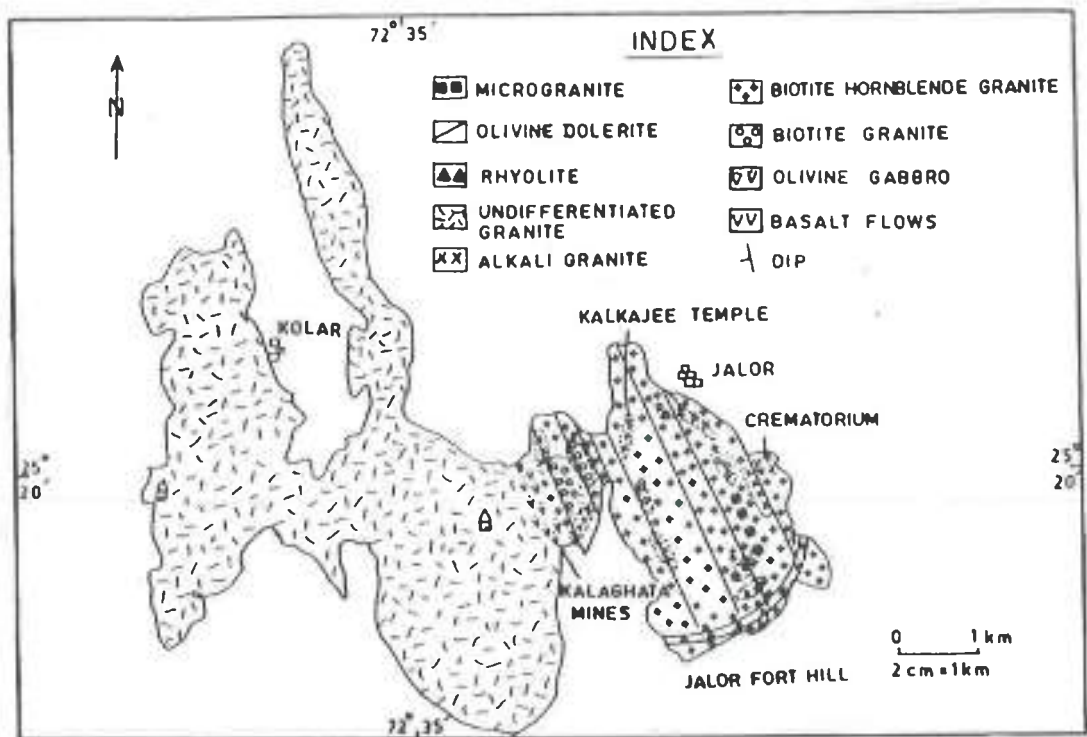 72° 35'
INDEX
N
MICROGRANITE
OLIVINE DOLERITE
RHYOLITE
UNDIFFERENTIATED
GRANITE
ALKALI GRANITE
BIOTITE HORNBLENDE GRANITE
BIOTITE GRANITE
OLIVINE GABBRO
BASALT FLOWS
DIP
KALKAJEE TEMPLE
KOLAR
JALOR
CREMATORIUM
25°
20'
25°
20'
KALAGHATA
MINES
0 1 km
2 cm = 1km
JALOR FORT HILL
72° 35'